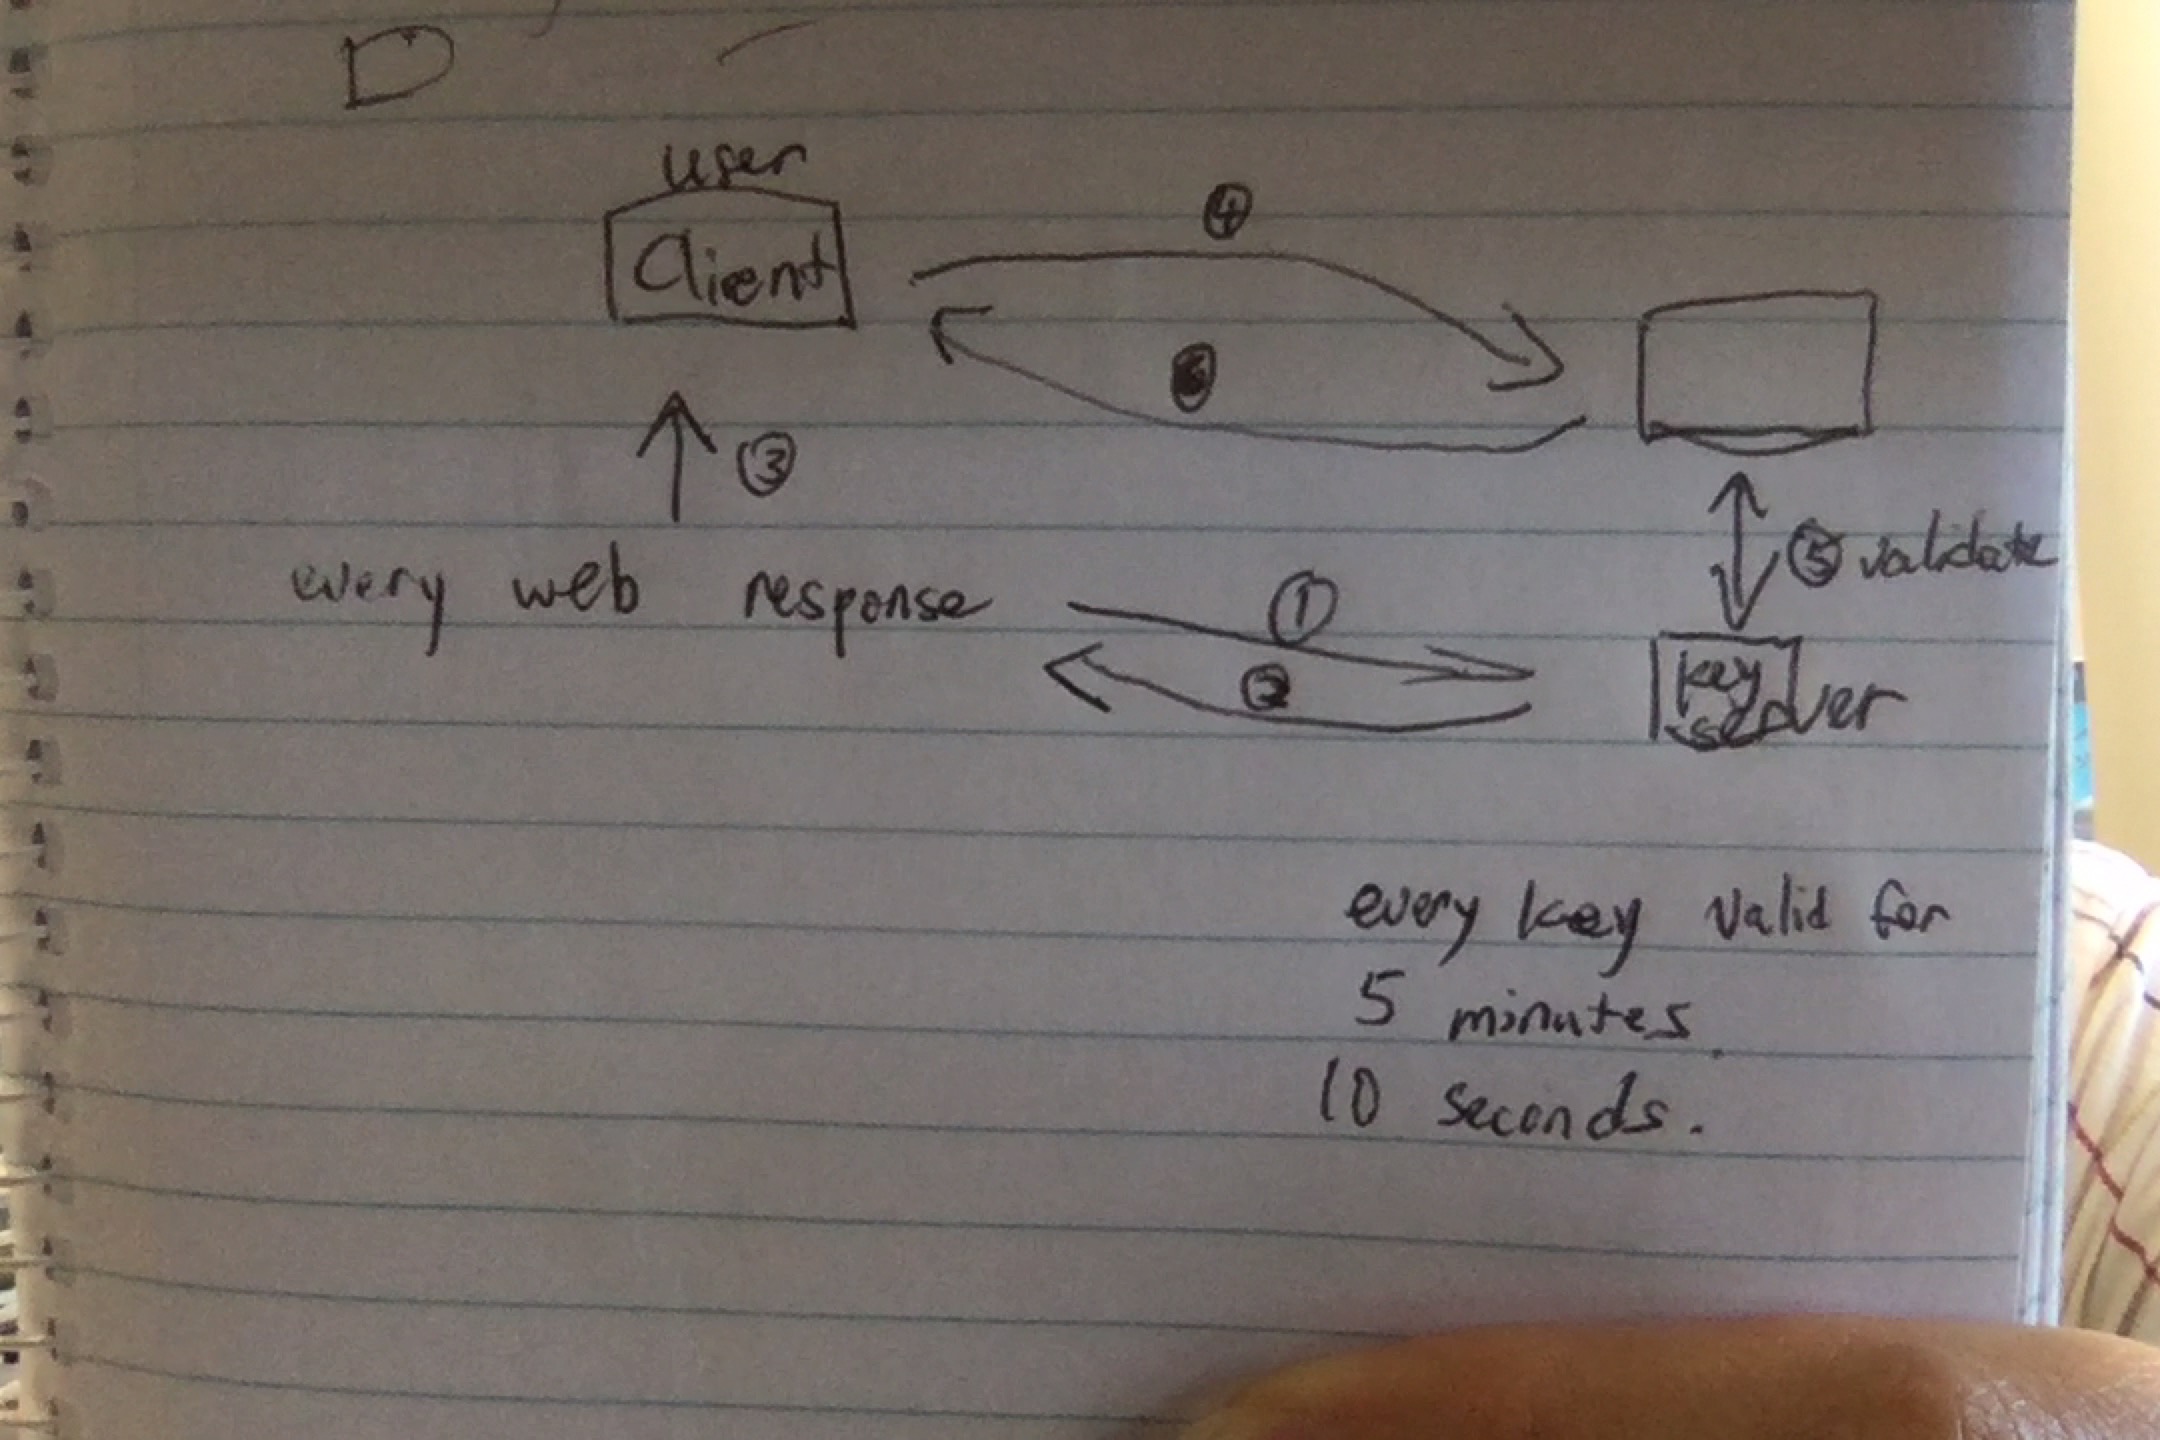 D
user
Client
④
③
every web response
①
②
⑤ validate
key
server
every key valid for
5 minutes
10 seconds.